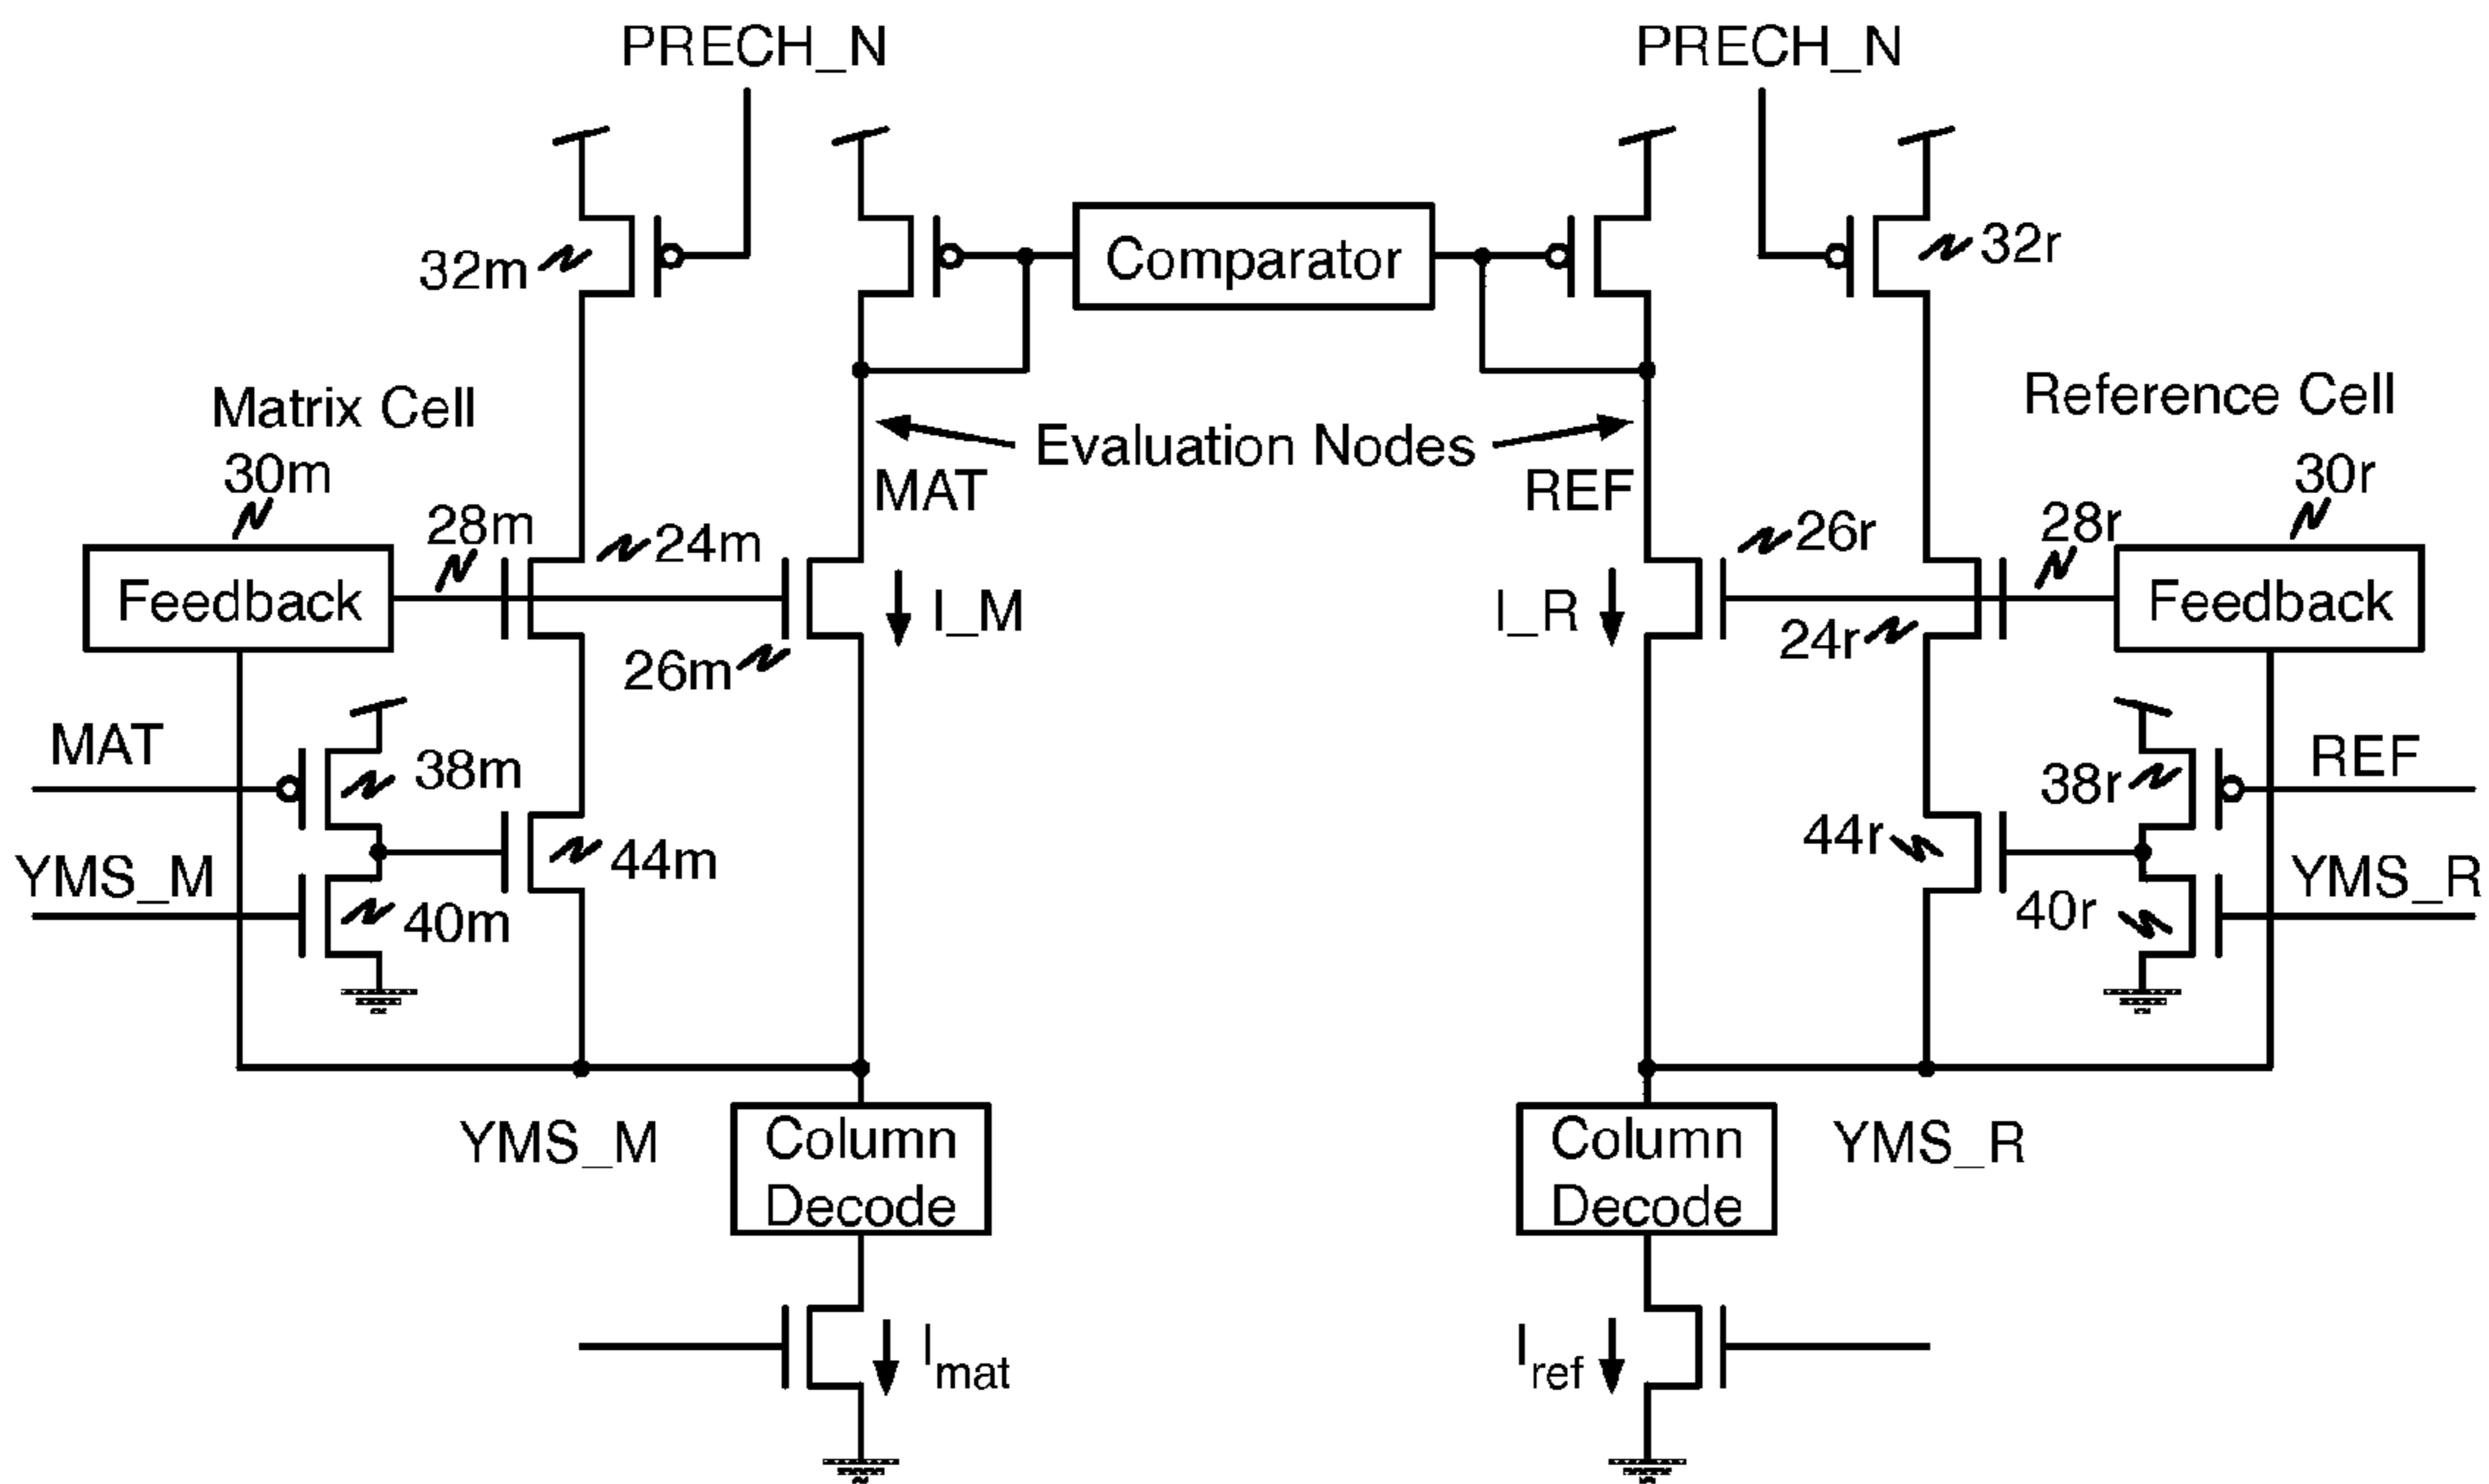 PRECH_N
PRECH_N
32m
Comparator
32r
Matrix Cell
Reference Cell
Evaluation Nodes
30m
MAT
REF
30r
28m
24m
26r
28r
Feedback
I_M
I_R
Feedback
24r
26m
MAT
38m
38r
REF
44m
44r
YMS_M
YMS_R
40m
40r
YMS_M
Column
Decode
Column
Decode
YMS_R
Imat
Iref